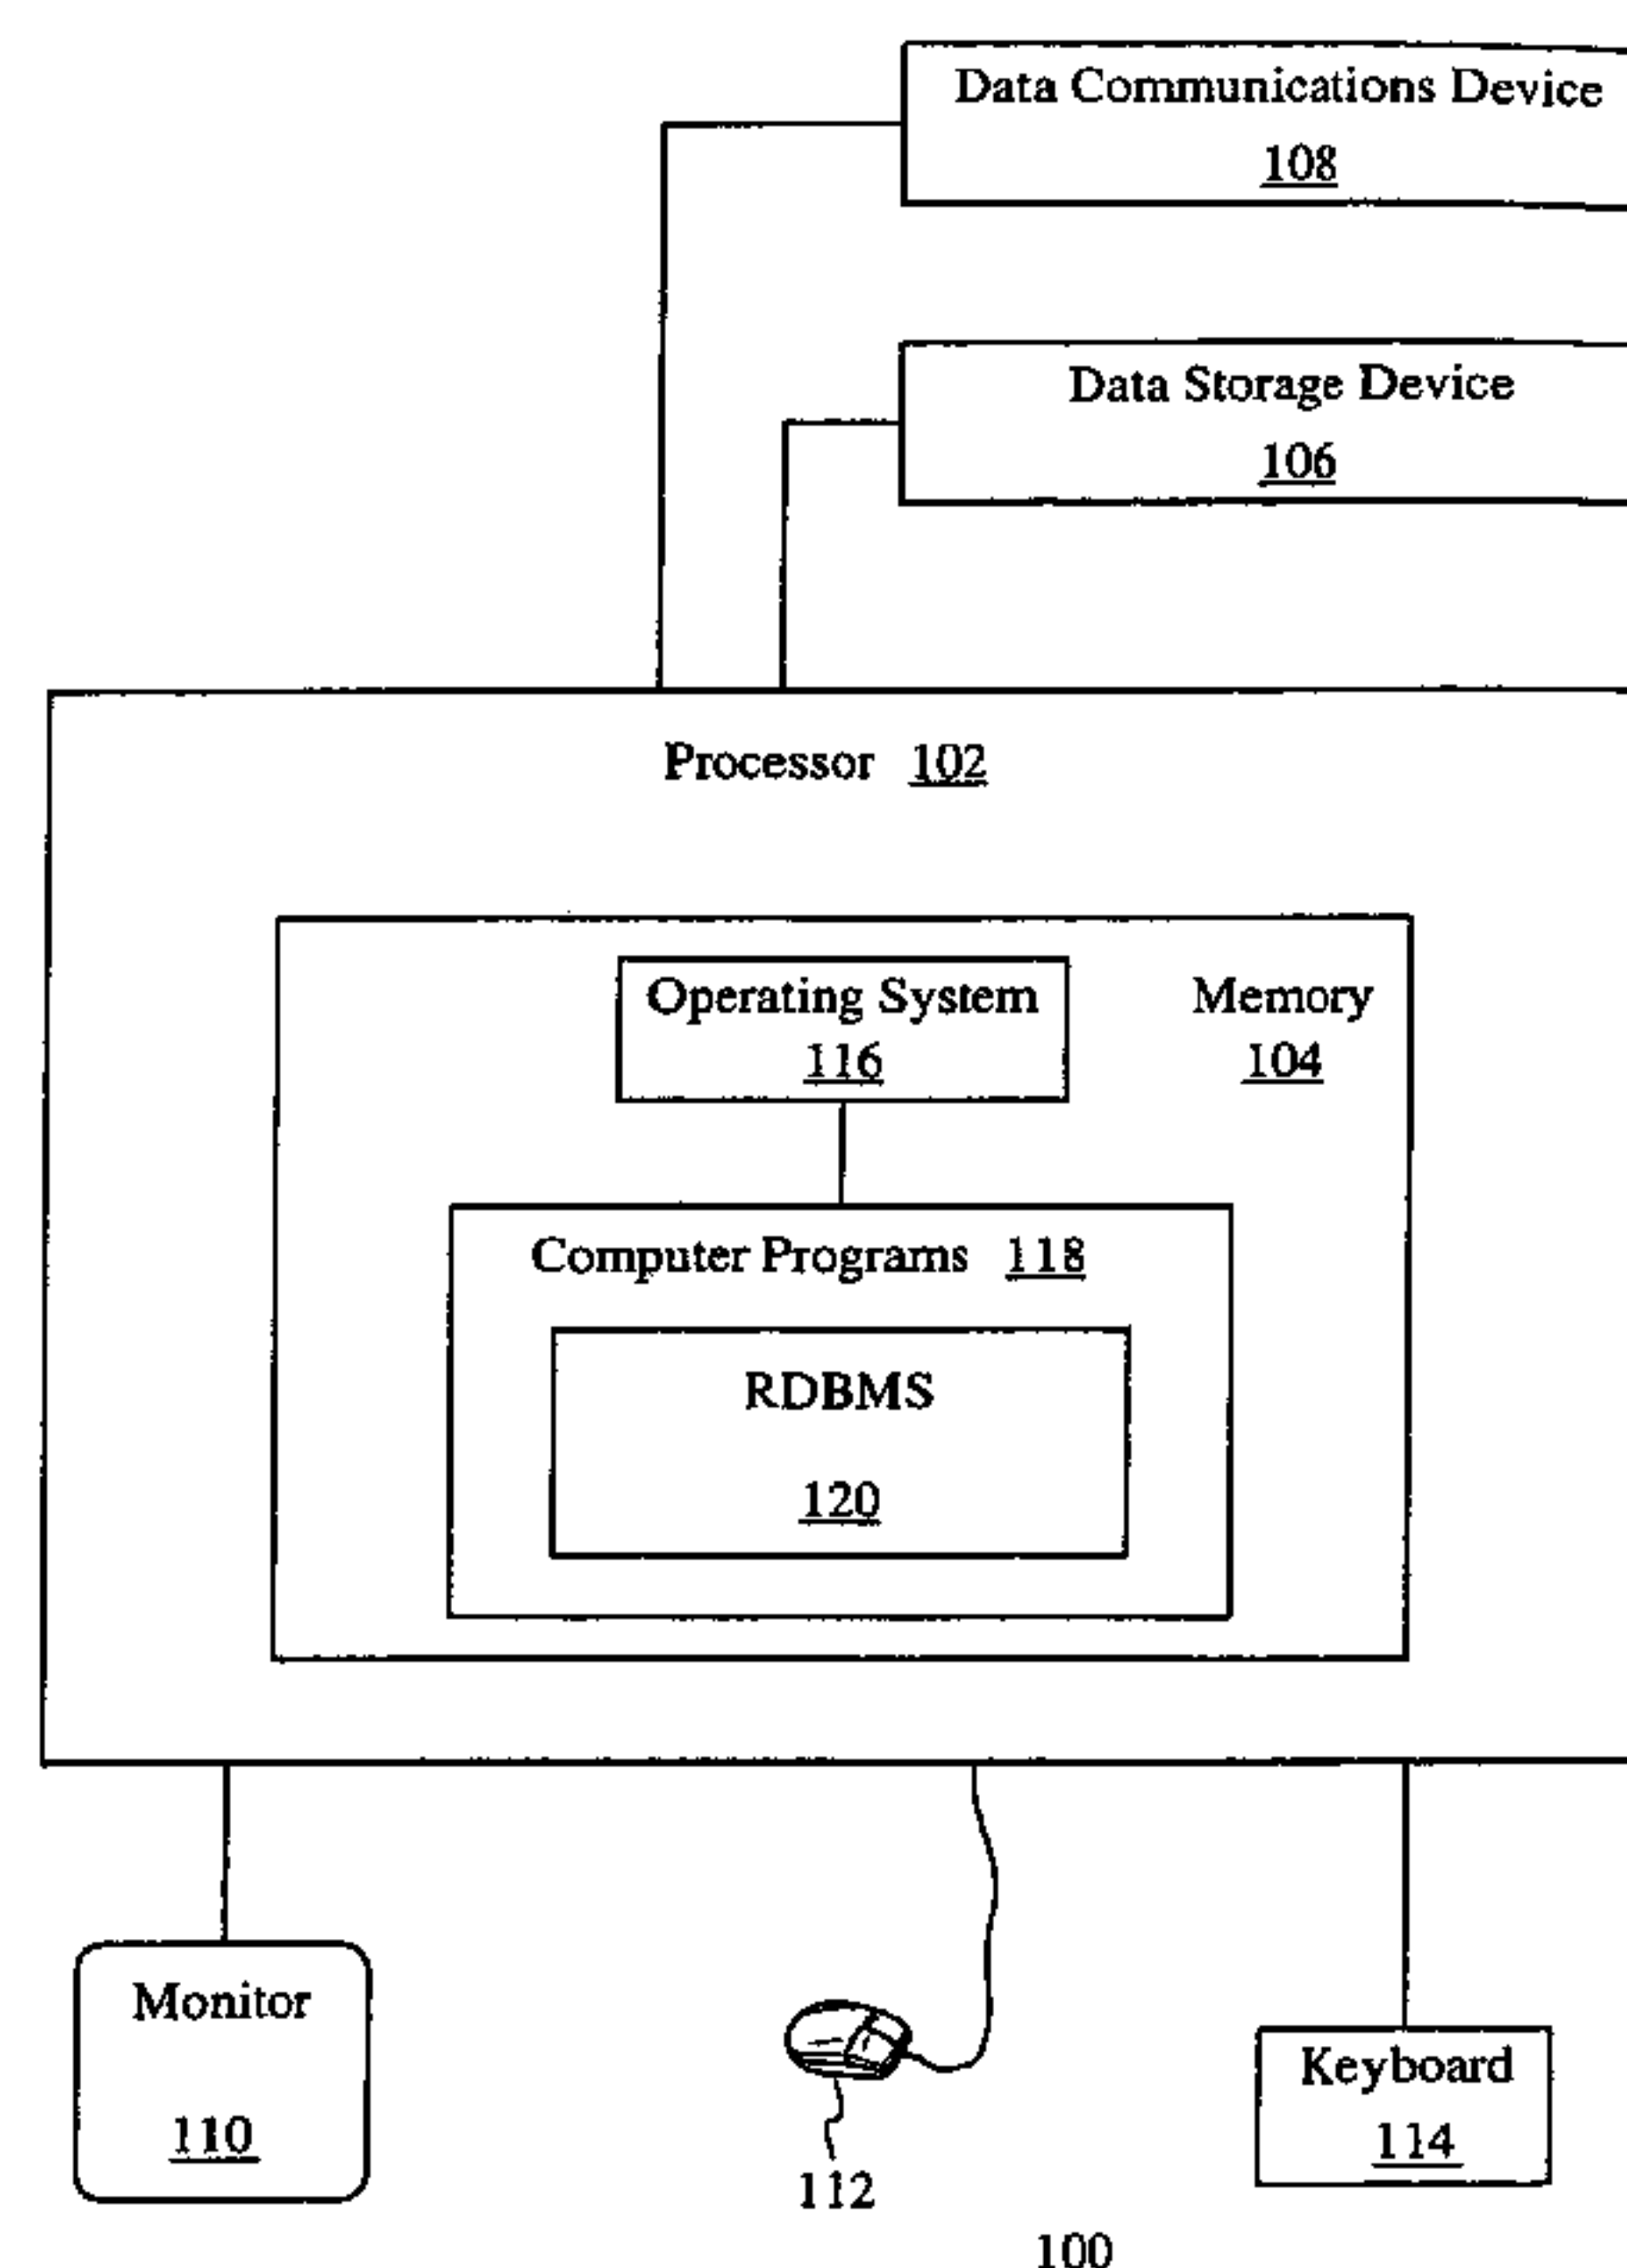 Data Communications Device
108
Data Storage Device
106
Processor 102
Operating System
116
Memory
104
Computer Programs 118
RDBMS
120
Monitor
110
112
Keyboard
114
100